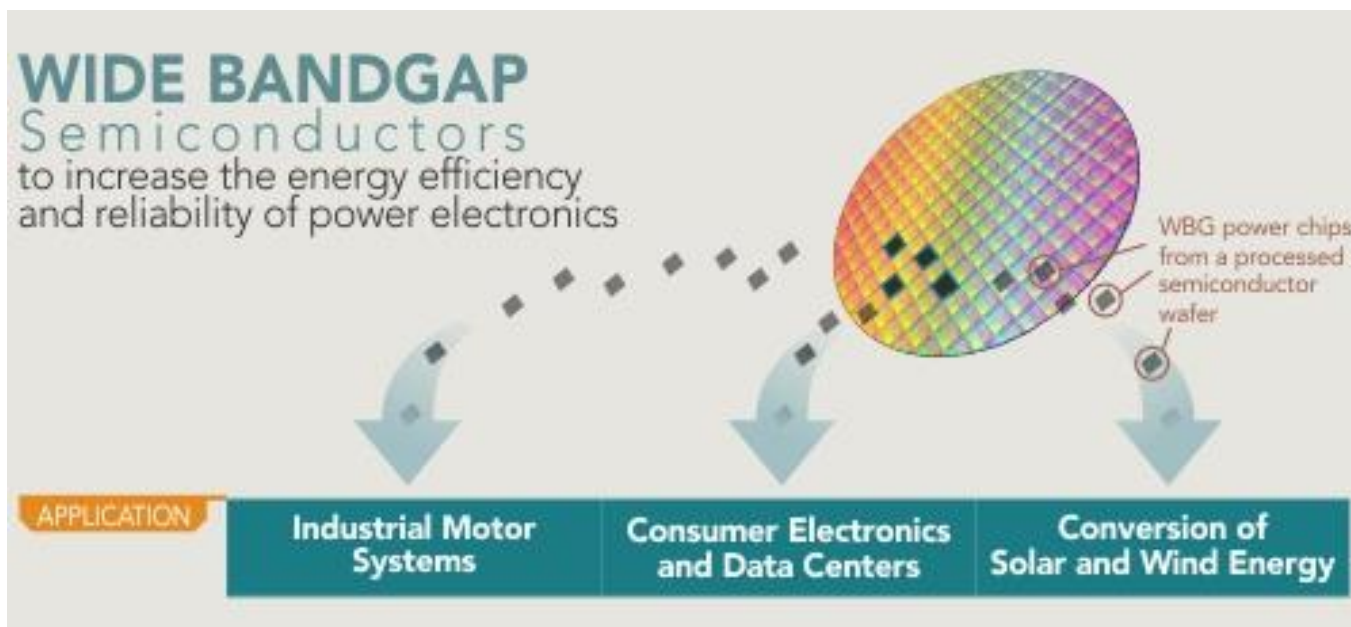 WIDE BANDGAP
Semiconductors
to increase the energy efficiency
and reliability of power electronics
WBG power chips
from a processed
semiconductor
wafer
APPLICATION
Industrial Motor
Systems
Consumer Electronics
and Data Centers
Conversion of
Solar and Wind Energy